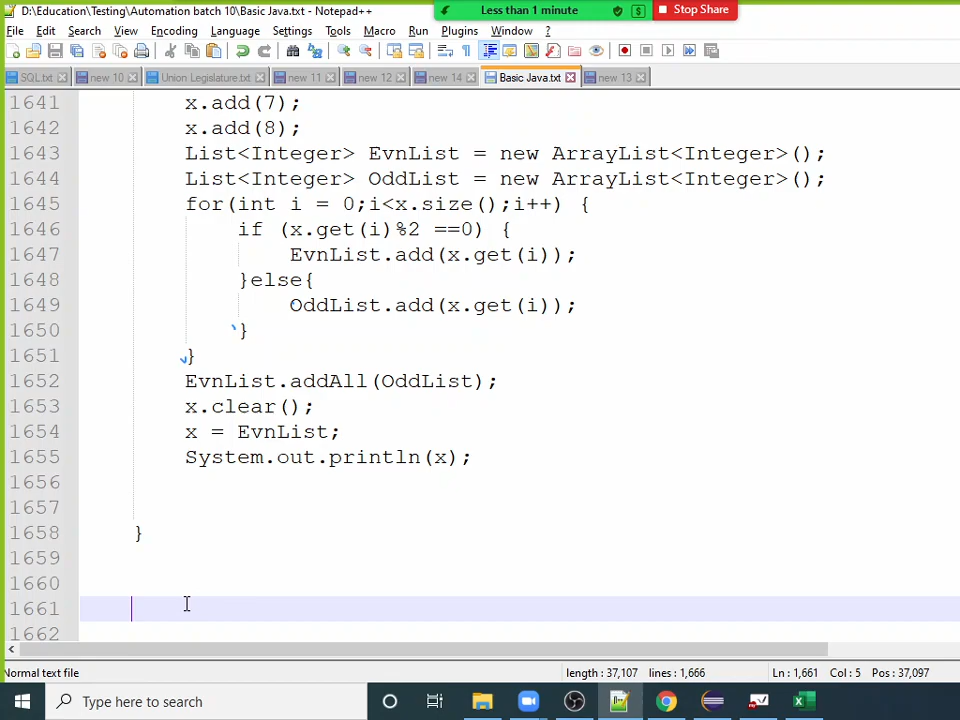 D:\Education\Testing\Automation batch 10\Basic Java.txt - Notepad++
Less than 1 minute
$
Stop Share
File Edit Search View Encoding Language Settings Tools Macro Run Plugins Window ?
SQL.txt new 10 Union Legislature.txt new 11 new 12 new 14 Basic Java.txt new 13
1641 x.add(7);
1642 x.add(8);
1643 List<Integer> EvnList = new ArrayList<Integer>();
1644 List<Integer> OddList = new ArrayList<Integer>();
1645 for(int i = 0;i<x.size();i++) {
1646 if (x.get(i)%2 ==0) {
1647 EvnList.add(x.get(i));
1648 }else{
1649 OddList.add(x.get(i));
1650 }
1651 }
1652 EvnList.addAll(OddList);
1653 x.clear();
1654 x = EvnList;
1655 System.out.println(x);
1656
1657
1658 }
1659
1660
1661
1662
Normal text file length : 37,107 lines : 1,666 Ln : 1,661 Col : 5 Pos : 37,097
Type here to search